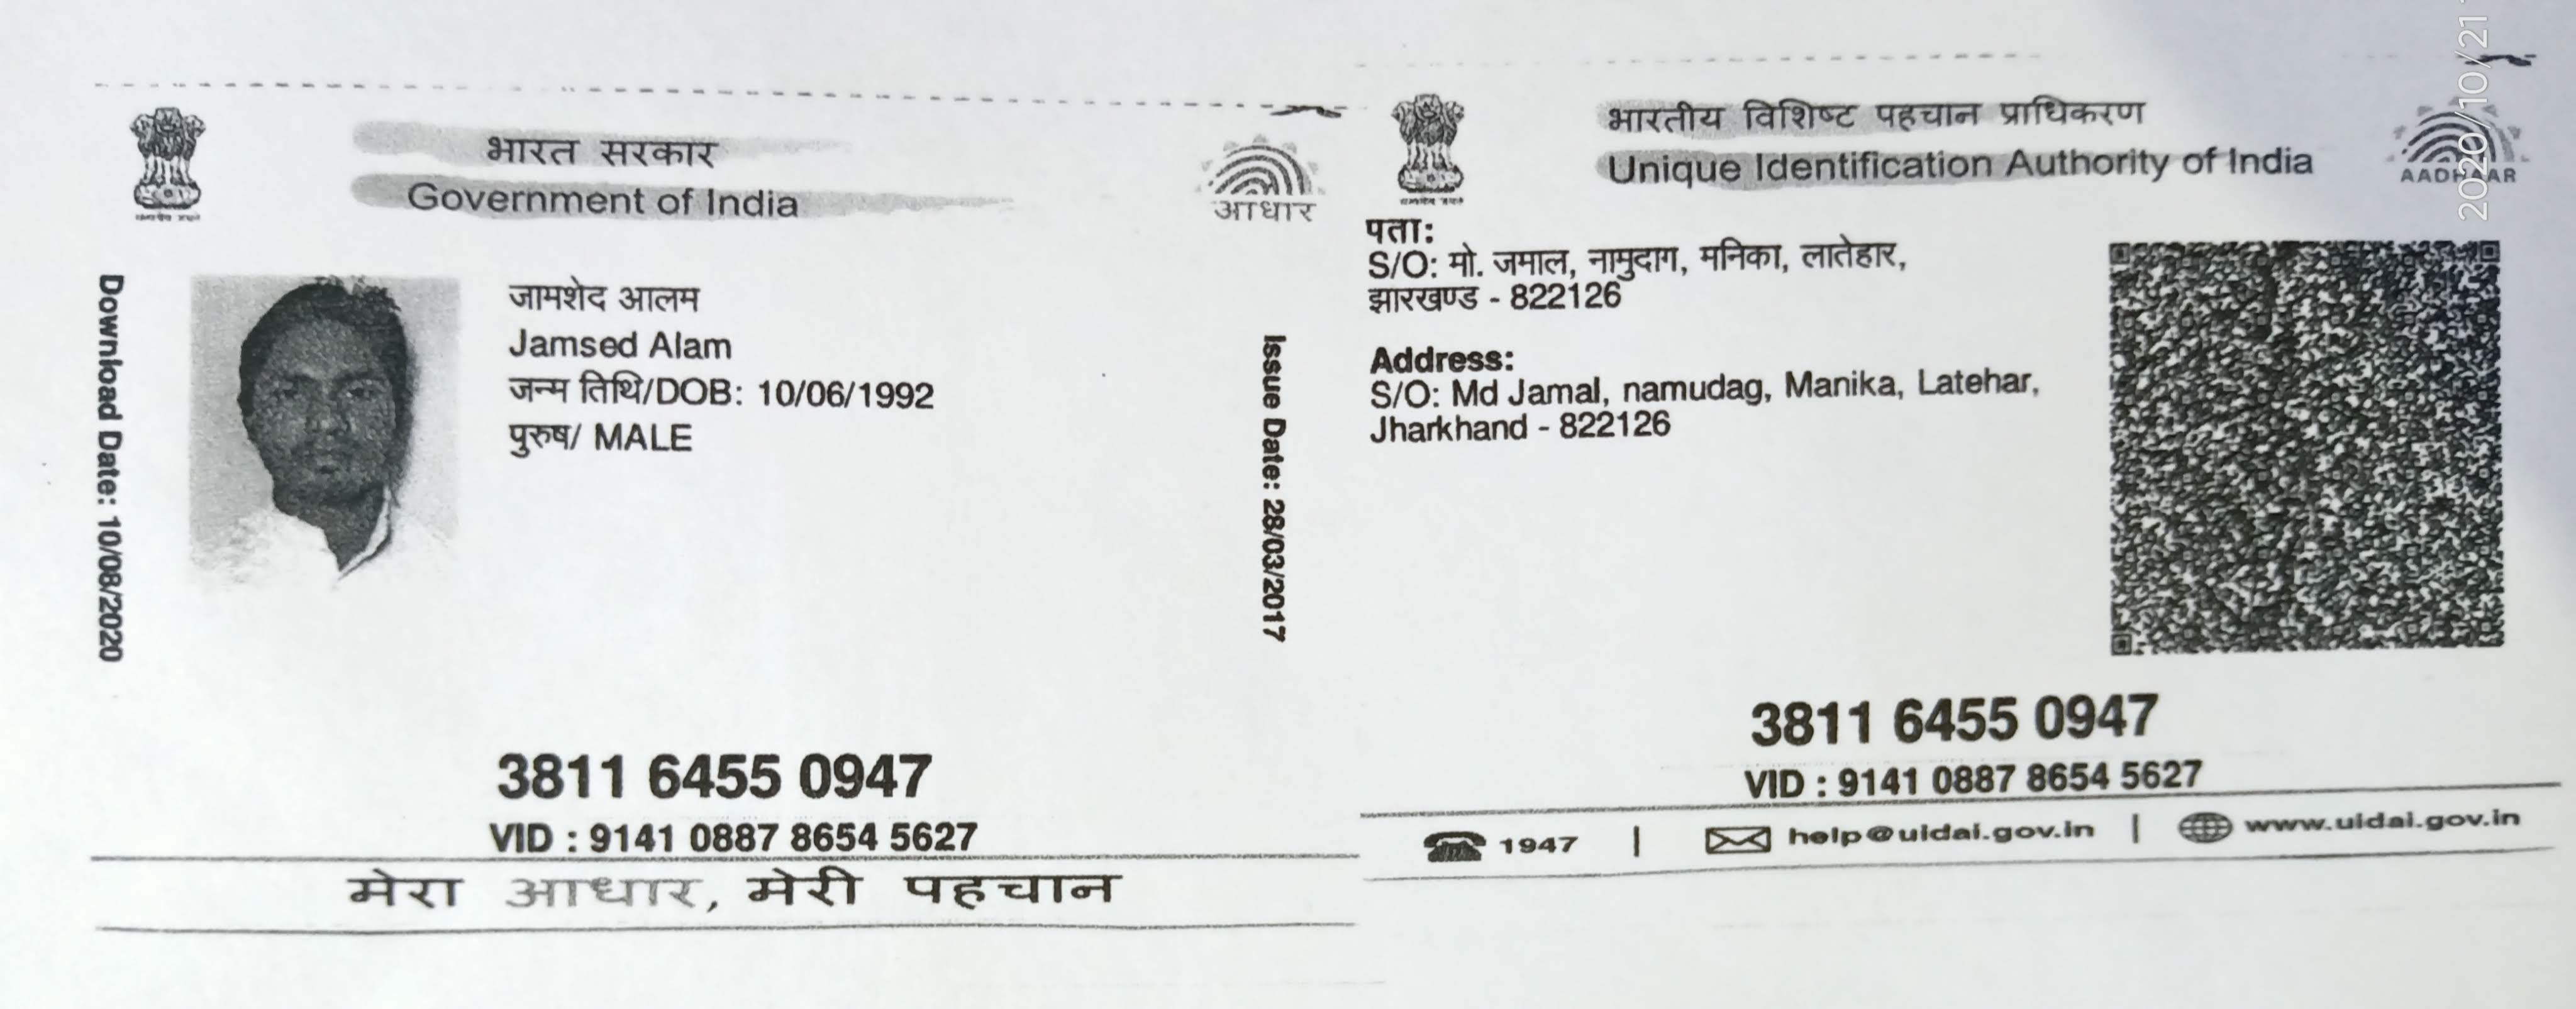 भारत सरकार
Government of India
आधार
Download Date: 10/08/2020
जामशेद आलम
Jamsed Alam
जन्म तिथि/DOB: 10/06/1992
पुरुष/ MALE
Issue Date: 28/03/2017
3811 6455 0947
VID : 9141 0887 8654 5627
मेरा आधार, मेरी पहचान
भारतीय विशिष्ट पहचान प्राधिकरण
Unique Identification Authority of India
AADHAAR
पता:
S/O: मो. जमाल, नामुदाग, मनिका, लातेहार,
झारखण्ड - 822126
Address:
S/O: Md Jamal, namudag, Manika, Latehar,
Jharkhand - 822126
3811 6455 0947
VID : 9141 0887 8654 5627
1947 | help@uidai.gov.in | www.uidai.gov.in
2020/10/21